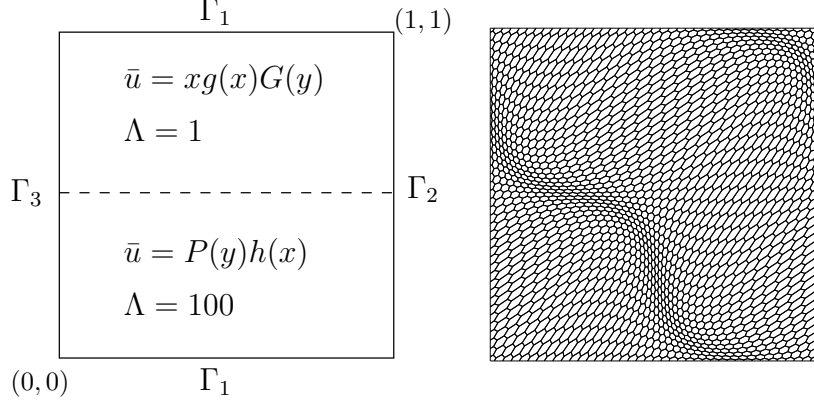 Γ₁
(1,1)
ū = xg(x)G(y)
Λ = 1
Γ₃
Γ₂
ū = P(y)h(x)
Λ = 100
(0,0)
Γ₁